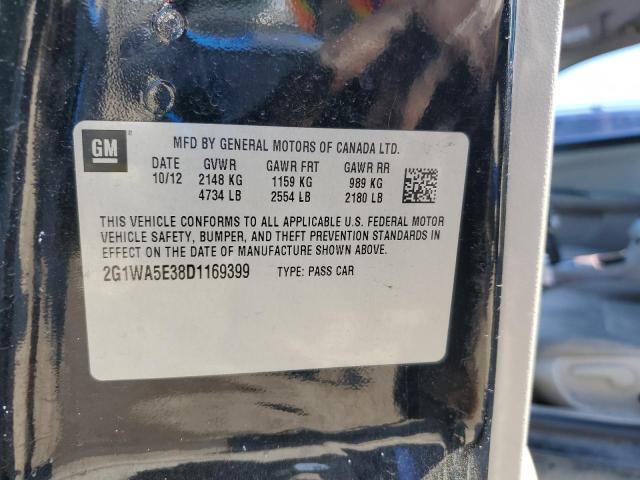 GM
MFD BY GENERAL MOTORS OF CANADA LTD.
DATE GVWR GAWR FRT GAWR RR
10/12 2148 KG 1159 KG 989 KG
4734 LB 2554 LB 2180 LB
THIS VEHICLE CONFORMS TO ALL APPLICABLE U.S. FEDERAL MOTOR
VEHICLE SAFETY, BUMPER, AND THEFT PREVENTION STANDARDS IN
EFFECT ON THE DATE OF MANUFACTURE SHOWN ABOVE.
2G1WA5E38D1169399 TYPE: PASS CAR